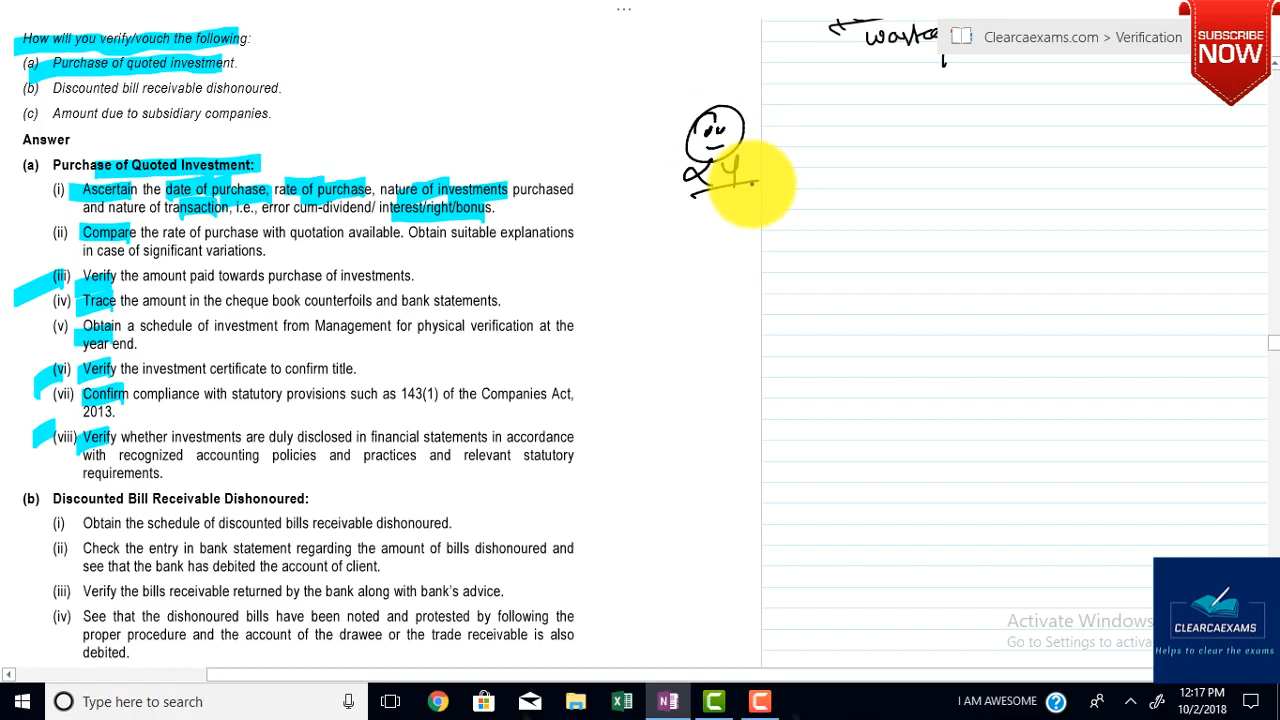 How will you verify/vouch the following:
(a) Purchase of quoted investment.
(b) Discounted bill receivable dishonoured.
(c) Amount due to subsidiary companies.
Answer
(a) Purchase of Quoted Investment:
(i) Ascertain the date of purchase, rate of purchase, nature of investments purchased
and nature of transaction, i.e., error cum-dividend/ interest/right/bonus.
(ii) Compare the rate of purchase with quotation available. Obtain suitable explanations
in case of significant variations.
(iii) Verify the amount paid towards purchase of investments.
(iv) Trace the amount in the cheque book counterfoils and bank statements.
(v) Obtain a schedule of investment from Management for physical verification at the
year end.
(vi) Verify the investment certificate to confirm title.
(vii) Confirm compliance with statutory provisions such as 143(1) of the Companies Act,
2013.
(viii) Verify whether investments are duly disclosed in financial statements in accordance
with recognized accounting policies and practices and relevant statutory
requirements.
(b) Discounted Bill Receivable Dishonoured:
(i) Obtain the schedule of discounted bills receivable dishonoured.
(ii) Check the entry in bank statement regarding the amount of bills dishonoured and
see that the bank has debited the account of client.
(iii) Verify the bills receivable returned by the bank along with bank's advice.
(iv) See that the dishonoured bills have been noted and protested by following the
proper procedure and the account of the drawee or the trade receivable is also
debited.
Clearcaexams.com > Verification
SUBSCRIBE
NOW
Activate Windows
Go to Settings to activa
CLEARCAEXAMS
Helps to clear the exams
Type here to search
I AM AWESOME
12:17 PM
10/2/2018